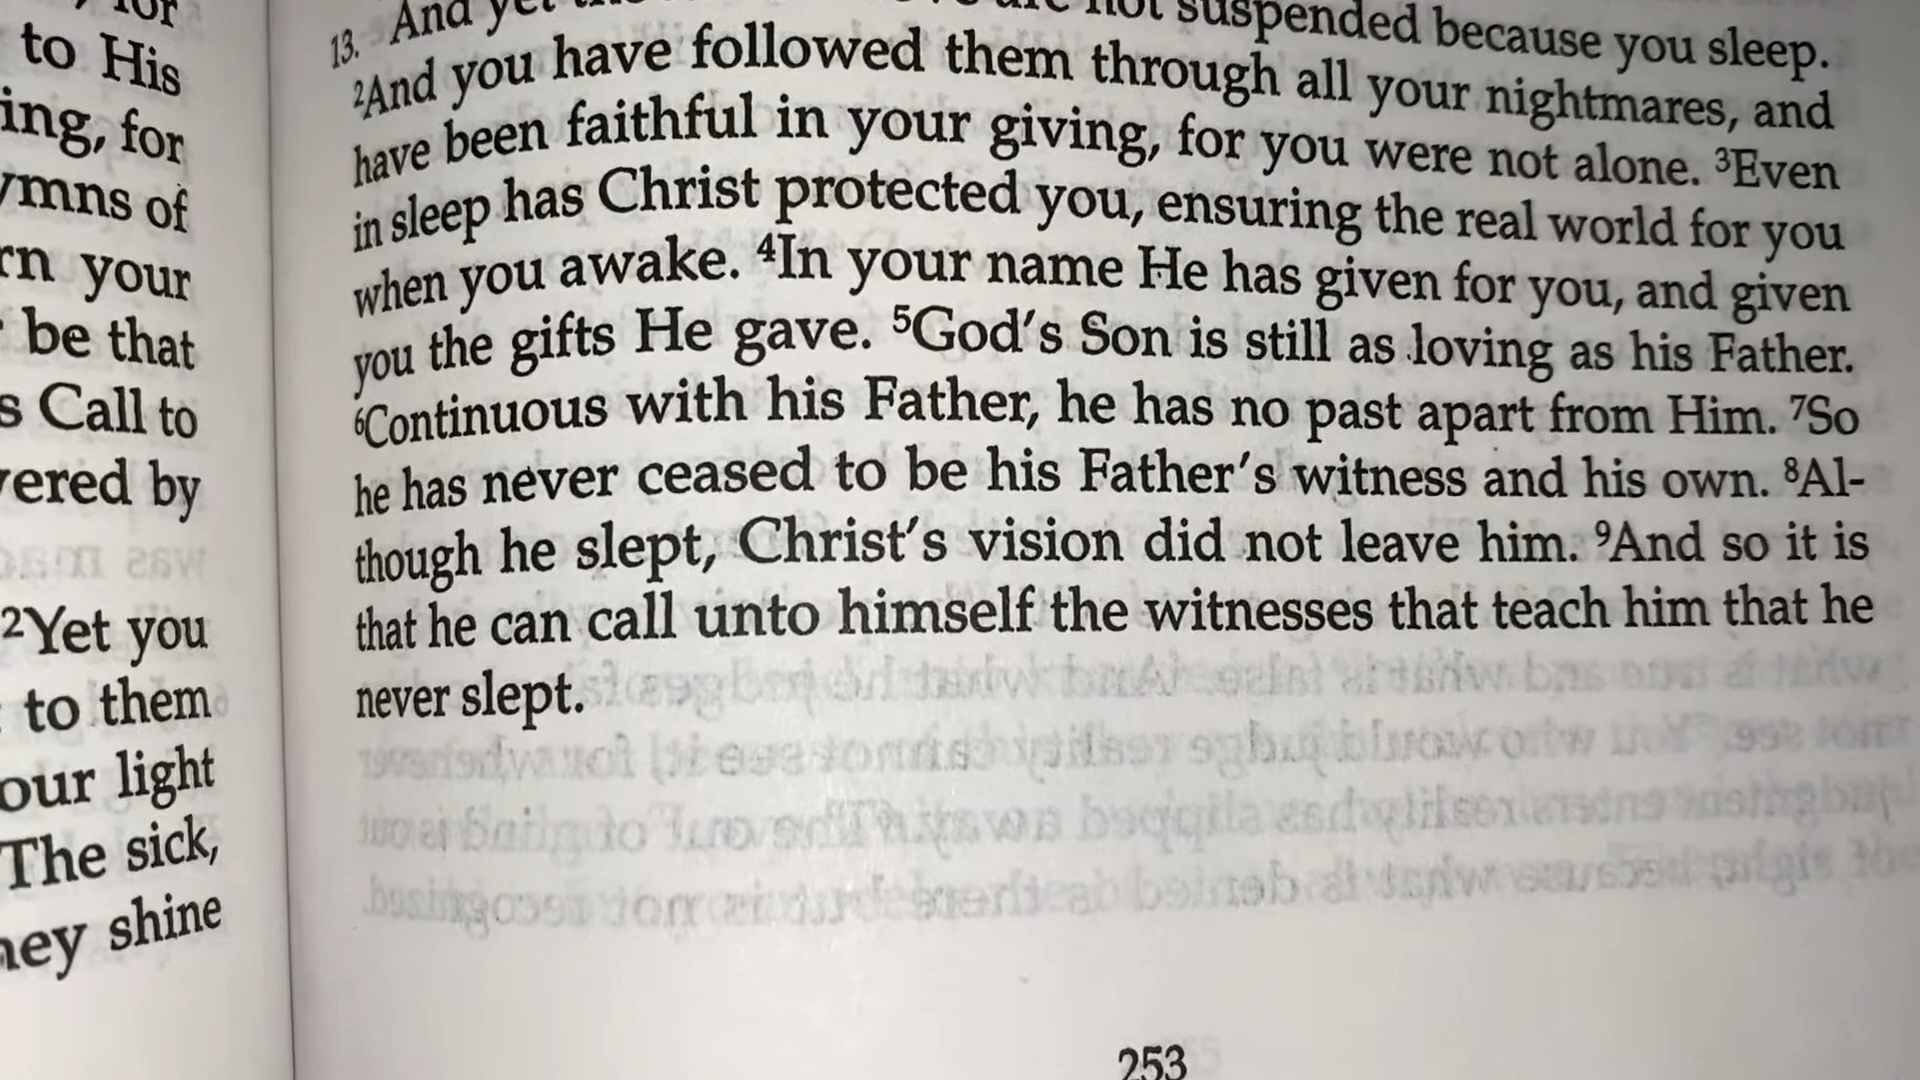 for
to His
ing, for
ymns of
rn your
be that
s Call to
vered by
2Yet you
to them
our light
The sick,
hey shine
13. And yet are not suspended because you sleep.
2And you have followed them through all your nightmares, and
have been faithful in your giving, for you were not alone. 3Even
in sleep has Christ protected you, ensuring the real world for you
when you awake. 4In your name He has given for you, and given
you the gifts He gave. 5God's Son is still as loving as his Father.
6Continuous with his Father, he has no past apart from Him. 7So
he has never ceased to be his Father's witness and his own. 8Al-
though he slept, Christ's vision did not leave him. 9And so it is
that he can call unto himself the witnesses that teach him that he
never slept.
253